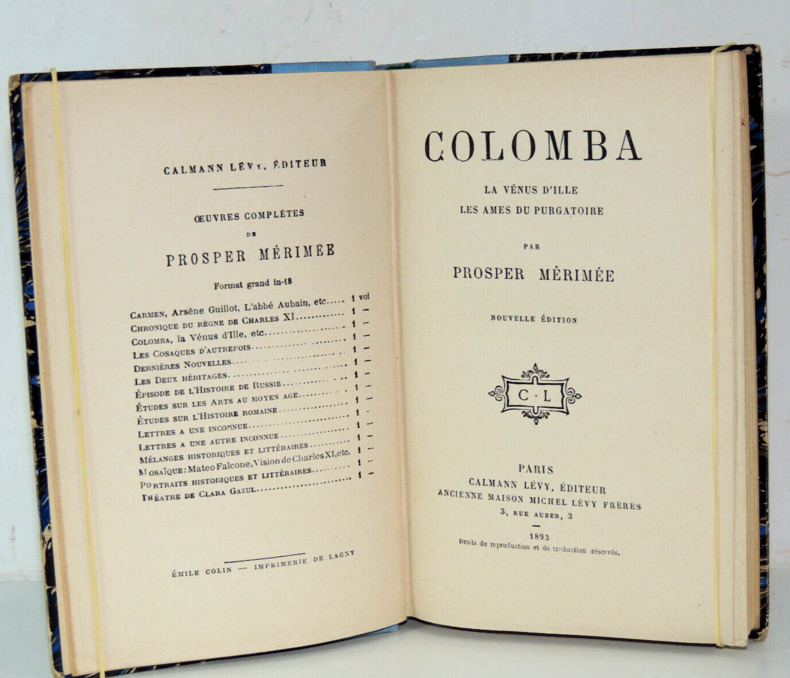 CALMANN LÉVY, ÉDITEUR
ŒUVRES COMPLÈTES
DE
PROSPER MÉRIMÉE
Format grand in-18
CARMEN, Arsène Guillot, L'abbé Aubain, etc..... 1 vol
CHRONIQUE DU RÈGNE DE CHARLES XI............ 1 —
COLOMBA, la Vénus d'Ille, etc.................... 1 —
LES COSAQUES D'AUTREFOIS..................... 1 —
DERNIÈRES NOUVELLES......................... 1 —
LES DEUX HÉRITAGES.......................... 1 —
ÉPISODE DE L'HISTOIRE DE RUSSIE............... 1 —
ÉTUDES SUR LES ARTS AU MOYEN AGE............ 1 —
ÉTUDES SUR L'HISTOIRE ROMAINE................ 1 —
LETTRES A UNE INCONNUE...................... 1 —
LETTRES A UNE AUTRE INCONNUE................ 1 —
MÉLANGES HISTORIQUES ET LITTÉRAIRES.......... 1 —
MOSAÏQUE: Mateo Falcone, Vision de Charles XI, etc. 1 —
PORTRAITS HISTORIQUES ET LITTÉRAIRES......... 1 —
THÉATRE DE CLARA GAZUL...................... 1 —
ÉMILE COLIN — IMPRIMERIE DE LAGNY
COLOMBA
LA VÉNUS D'ILLE
LES AMES DU PURGATOIRE
PAR
PROSPER MÉRIMÉE
NOUVELLE ÉDITION
C · L
PARIS
CALMANN LÉVY, ÉDITEUR
ANCIENNE MAISON MICHEL LÉVY FRÈRES
3, RUE AUBER, 3
1893
Droits de reproduction et de traduction réservés.